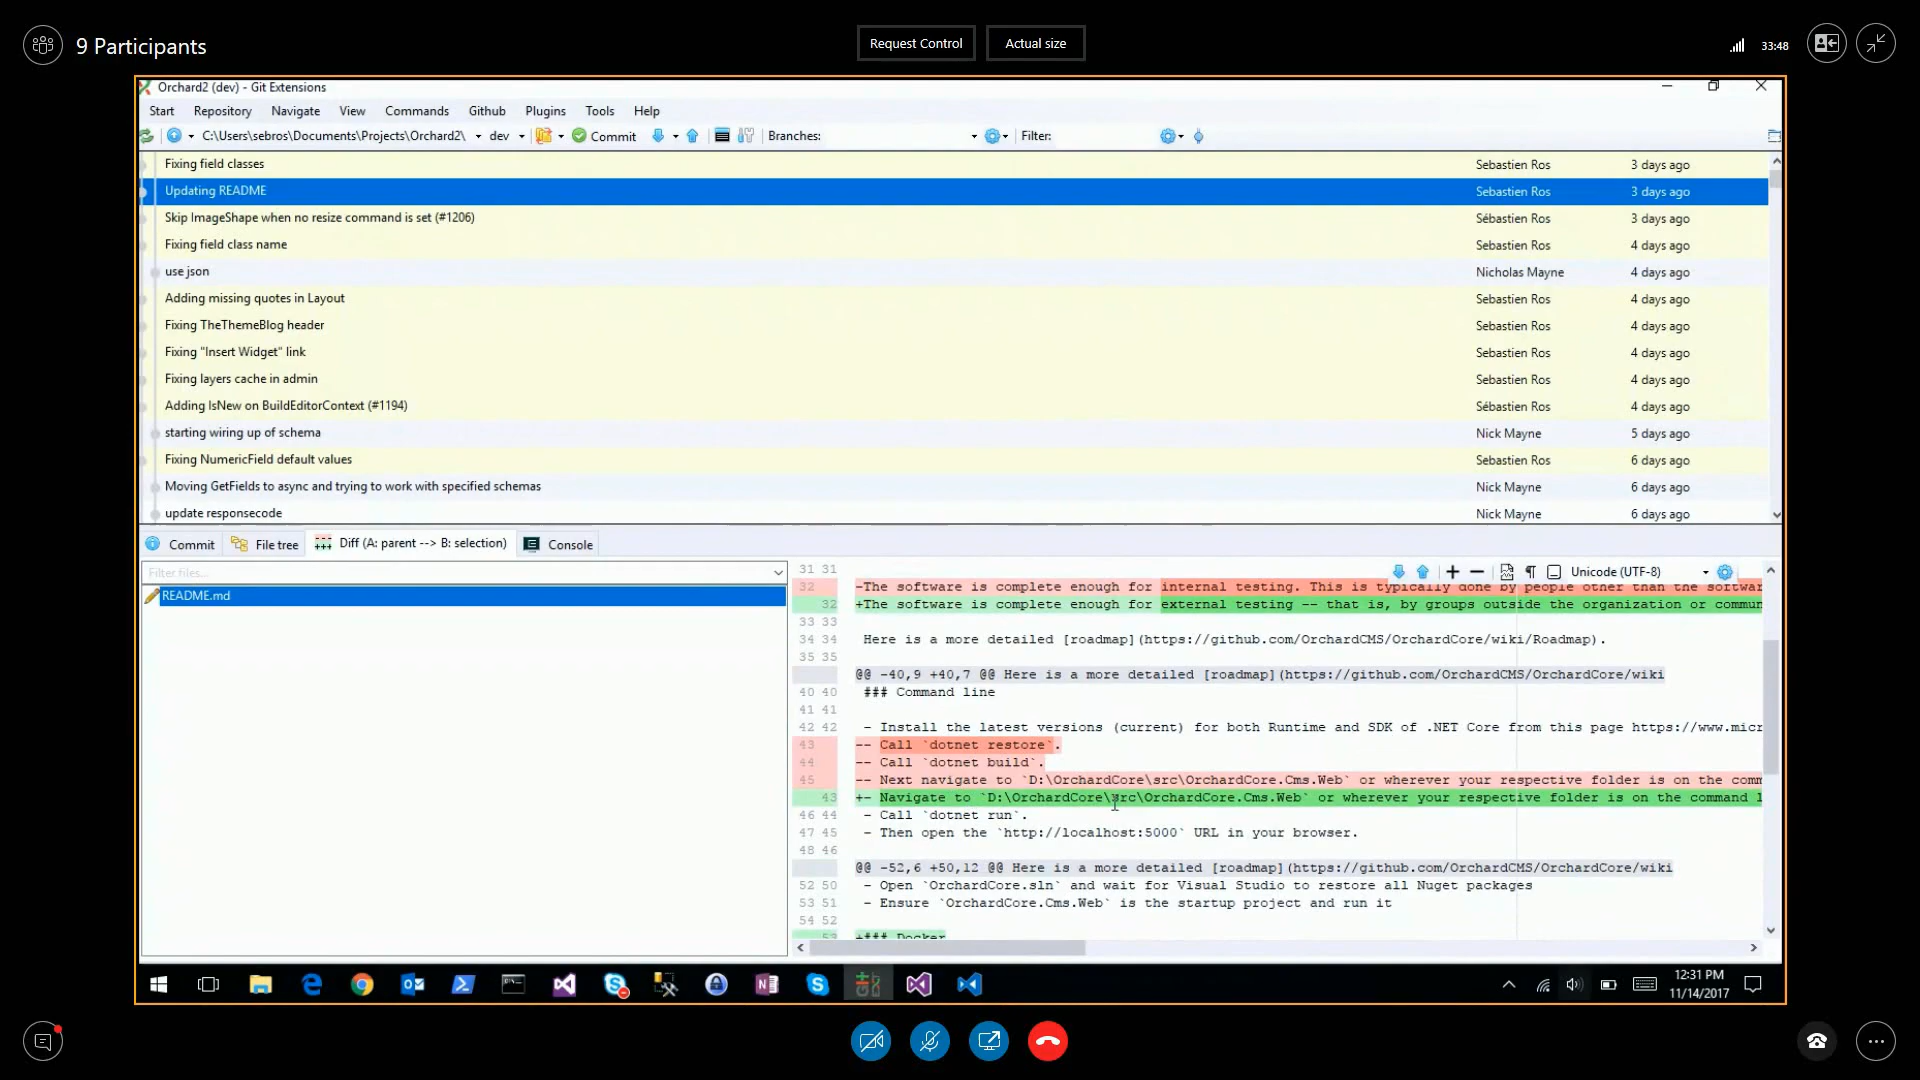 9 Participants
Request Control
Actual size
33:48
Orchard2 (dev) - Git Extensions
Start Repository Navigate View Commands Github Plugins Tools Help
C:\Users\sebros\Documents\Projects\Orchard2\ dev Commit Branches: Filter:
Fixing field classes Sebastien Ros 3 days ago
Updating README Sebastien Ros 3 days ago
Skip ImageShape when no resize command is set (#1206) Sébastien Ros 3 days ago
Fixing field class name Sebastien Ros 4 days ago
use json Nicholas Mayne 4 days ago
Adding missing quotes in Layout Sebastien Ros 4 days ago
Fixing TheThemeBlog header Sebastien Ros 4 days ago
Fixing "Insert Widget" link Sebastien Ros 4 days ago
Fixing layers cache in admin Sebastien Ros 4 days ago
Adding IsNew on BuildEditorContext (#1194) Sébastien Ros 4 days ago
starting wiring up of schema Nick Mayne 5 days ago
Fixing NumericField default values Sebastien Ros 6 days ago
Moving GetFields to async and trying to work with specified schemas Nick Mayne 6 days ago
update responsecode Nick Mayne 6 days ago
Commit File tree Diff (A: parent --> B: selection) Console
Filter files...
README.md
Unicode (UTF-8)
31 31
32 -The software is complete enough for internal testing. This is typically done by people other than the softwar
32 +The software is complete enough for external testing -- that is, by groups outside the organization or commun
33 33
34 34 Here is a more detailed [roadmap](https://github.com/OrchardCMS/OrchardCore/wiki/Roadmap).
35 35
@@ -40,9 +40,7 @@ Here is a more detailed [roadmap](https://github.com/OrchardCMS/OrchardCore/wiki
40 40 ### Command line
41 41
42 42 - Install the latest versions (current) for both Runtime and SDK of .NET Core from this page https://www.micr
43 -- Call `dotnet restore`.
44 -- Call `dotnet build`.
45 -- Next navigate to `D:\OrchardCore\src\OrchardCore.Cms.Web` or wherever your respective folder is on the comm
43 +- Navigate to `D:\OrchardCore\src\OrchardCore.Cms.Web` or wherever your respective folder is on the command l
46 44 - Call `dotnet run`.
47 45 - Then open the `http://localhost:5000` URL in your browser.
48 46
@@ -52,6 +50,12 @@ Here is a more detailed [roadmap](https://github.com/OrchardCMS/OrchardCore/wiki
52 50 - Open `OrchardCore.sln` and wait for Visual Studio to restore all Nuget packages
53 51 - Ensure `OrchardCore.Cms.Web` is the startup project and run it
54 52
53 +### Docker
12:31 PM
11/14/2017